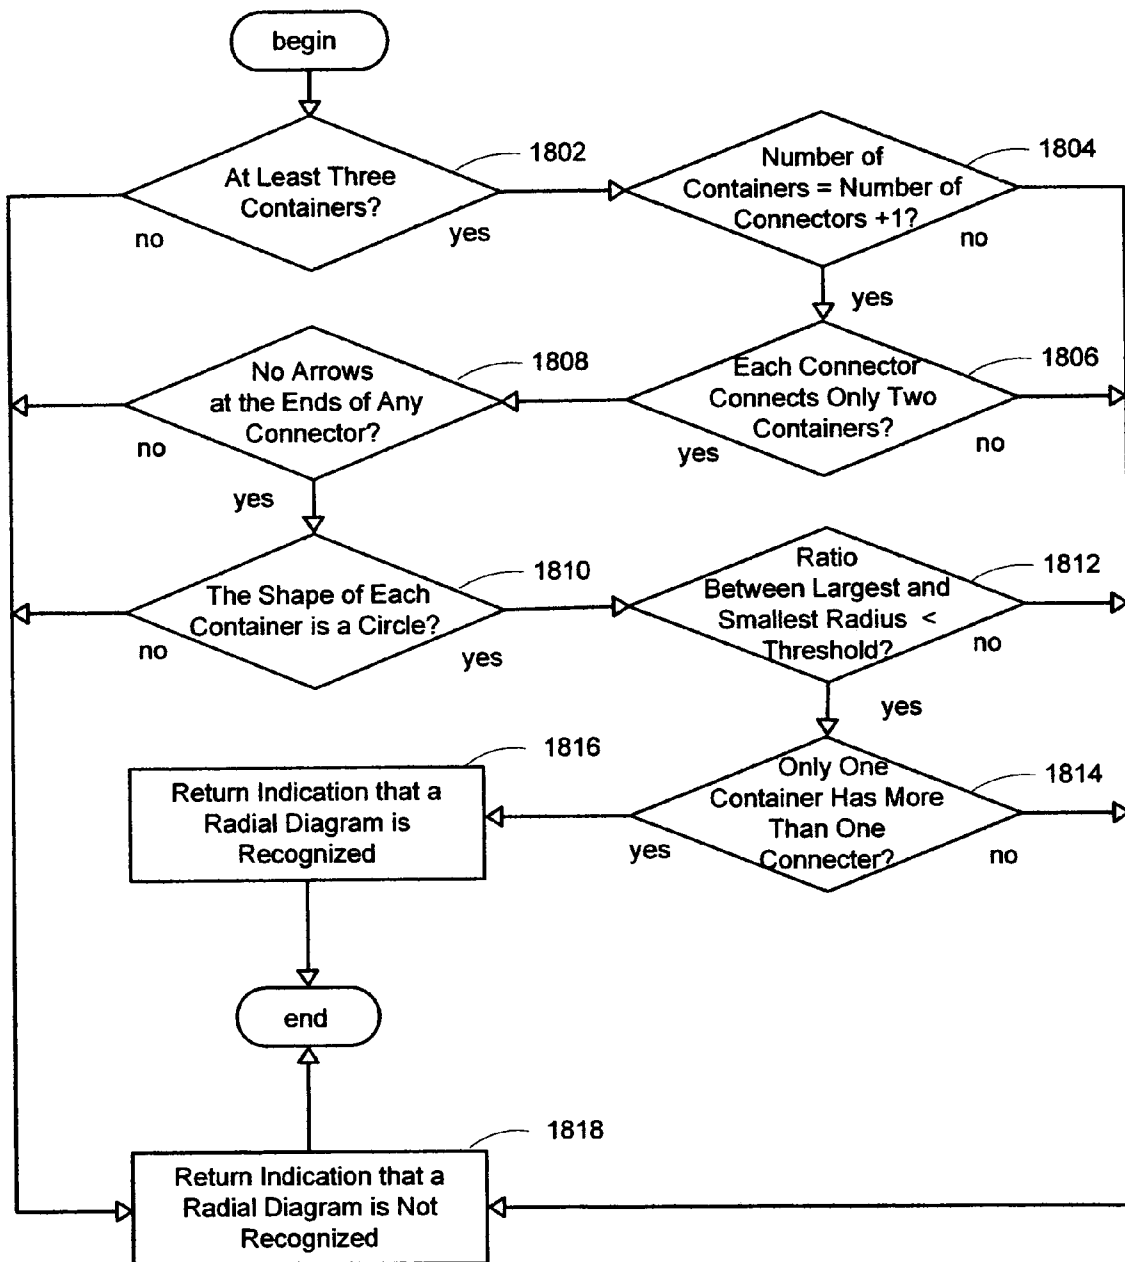 begin
At Least Three
Containers?
1802
no
yes
Number of
Containers = Number of
Connectors +1?
1804
no
yes
No Arrows
at the Ends of Any
Connector?
1808
no
yes
Each Connector
Connects Only Two
Containers?
1806
yes
no
The Shape of Each
Container is a Circle?
1810
no
yes
Ratio
Between Largest and
Smallest Radius <
Threshold?
1812
no
yes
Return Indication that a
Radial Diagram is
Recognized
1816
Only One
Container Has More
Than One
Connecter?
1814
yes
no
end
Return Indication that a
Radial Diagram is Not
Recognized
1818